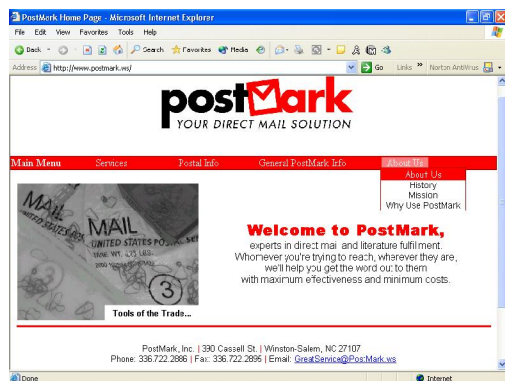 PostMark Home Page - Microsoft Internet Explorer
File Edit View Favorites Tools Help
Back Search Favorites Media
Address http://www.postmark.ws/ Go Links » Norton AntiVirus
postmark
YOUR DIRECT MAIL SOLUTION
Main Menu Services Postal Info General PostMark Info About Us
About Us
History
Mission
Why Use PostMark
MAIL
MAIL
UNITED STATES
3
Tools of the Trade...
Welcome to PostMark,
experts in direct mail and literature fulfilment.
Whomever you're trying to reach, wherever they are,
we'll help you get the word out to them
with maximum effectiveness and minimum costs.
PostMark, Inc. | 390 Cassell St. | Winston-Salem, NC 27107
Phone: 336.722.2886 | Fax: 336.722.2895 | Email: GreatService@PostMark.ws
Done Internet